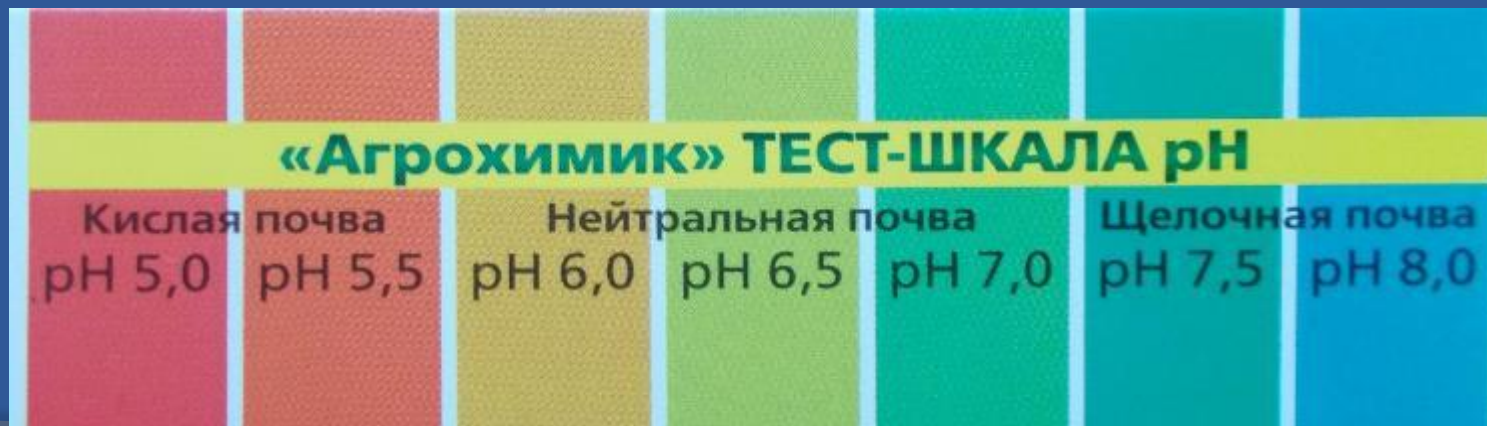 «Агрохимик» ТЕСТ-ШКАЛА pH
Кислая почва Нейтральная почва Щелочная почва
pH 5,0 pH 5,5 pH 6,0 pH 6,5 pH 7,0 pH 7,5 pH 8,0